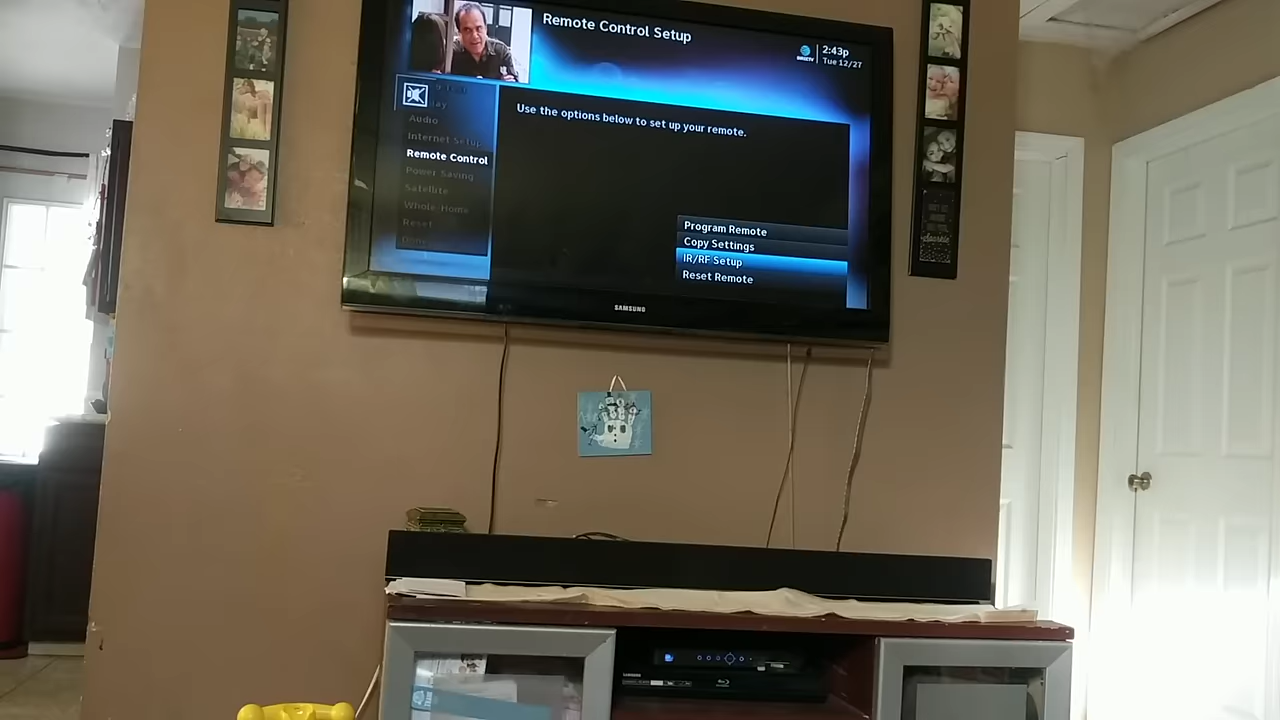 Remote Control Setup
2:43p
Tue 12/27
Use the options below to set up your remote.
Audio
Internet Setup
Remote Control
Power Saving
Satellite
Whole-Home
Reset
Program Remote
Copy Settings
IR/RF Setup
Reset Remote
SAMSUNG
Sparkle